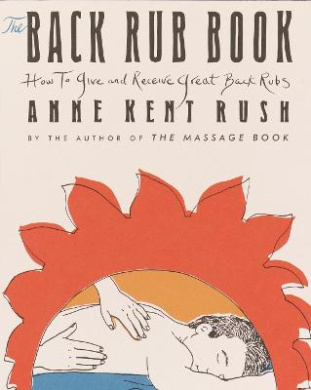 The BACK RUB BOOK
How To Give and Receive Great Back Rubs
ANNE KENT RUSH
BY THE AUTHOR OF THE MASSAGE BOOK